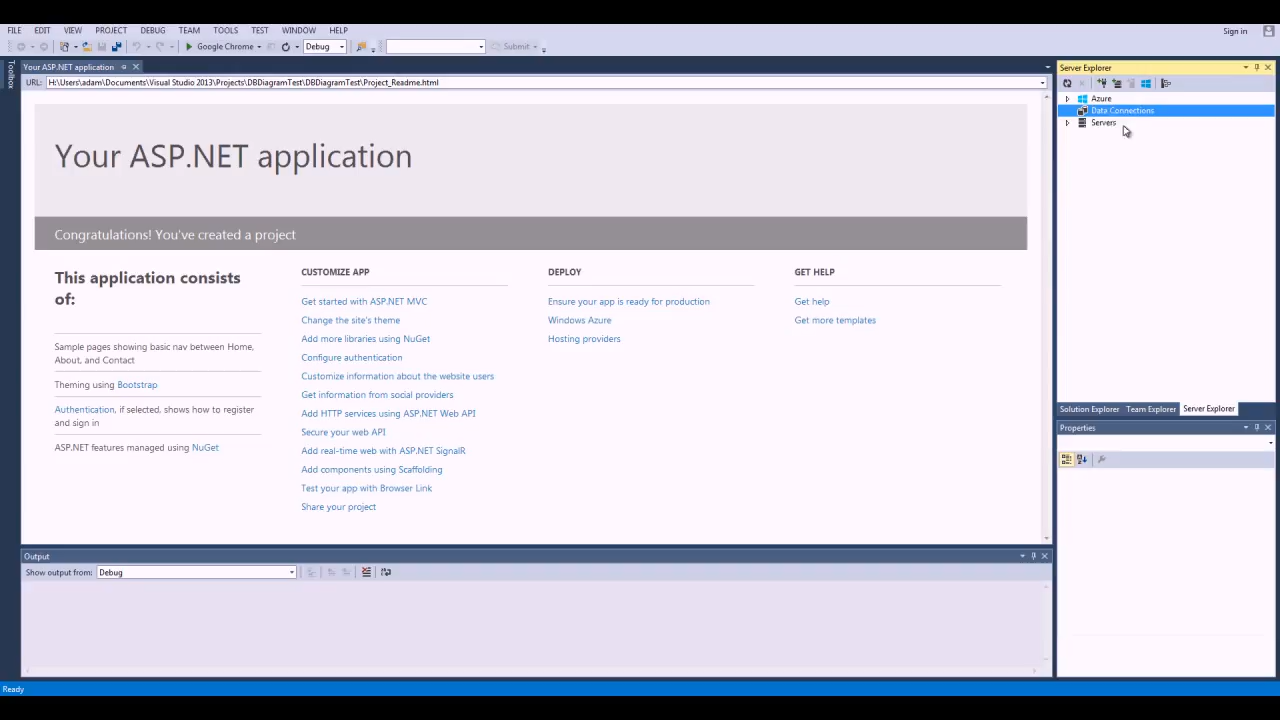 FILE EDIT VIEW PROJECT DEBUG TEAM TOOLS TEST WINDOW HELP
Sign in
Google Chrome Debug Submit
Toolbox
Your ASP.NET application
URL: H:\Users\adam\Documents\Visual Studio 2013\Projects\DBDiagramTest\DBDiagramTest\Project_Readme.html
Your ASP.NET application
Congratulations! You've created a project
This application consists
of:
Sample pages showing basic nav between Home,
About, and Contact
Theming using Bootstrap
Authentication, if selected, shows how to register
and sign in
ASP.NET features managed using NuGet
CUSTOMIZE APP
Get started with ASP.NET MVC
Change the site's theme
Add more libraries using NuGet
Configure authentication
Customize information about the website users
Get information from social providers
Add HTTP services using ASP.NET Web API
Secure your web API
Add real-time web with ASP.NET SignalR
Add components using Scaffolding
Test your app with Browser Link
Share your project
DEPLOY
Ensure your app is ready for production
Windows Azure
Hosting providers
GET HELP
Get help
Get more templates
Server Explorer
Azure
Data Connections
Servers
Solution Explorer Team Explorer Server Explorer
Properties
Output
Show output from: Debug
Ready